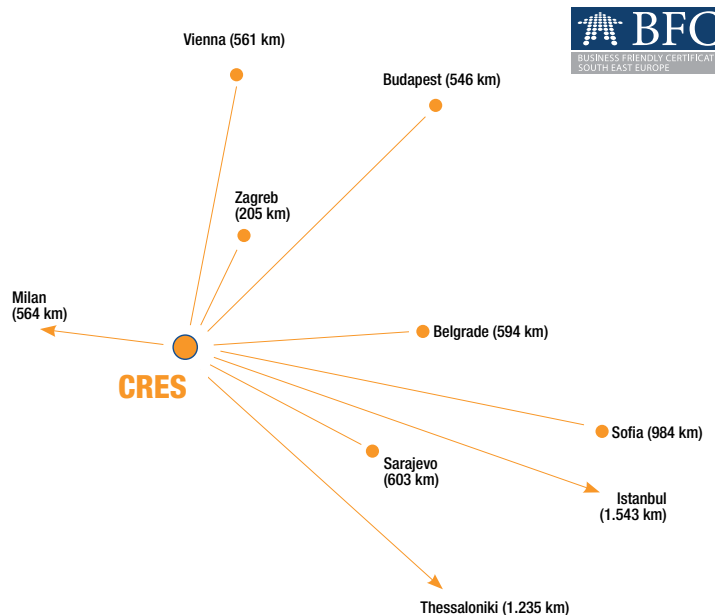 BFC
BUSINESS FRIENDLY
SOUTH EAST EUROPE
Vienna (561 km)
Budapest (546 km)
Zagreb
(205 km)
Milan
(564 km)
Belgrade (594 km)
CRES
Sofia (984 km)
Sarajevo
(603 km)
Istanbul
(1.543 km)
Thessaloniki (1.235 km)